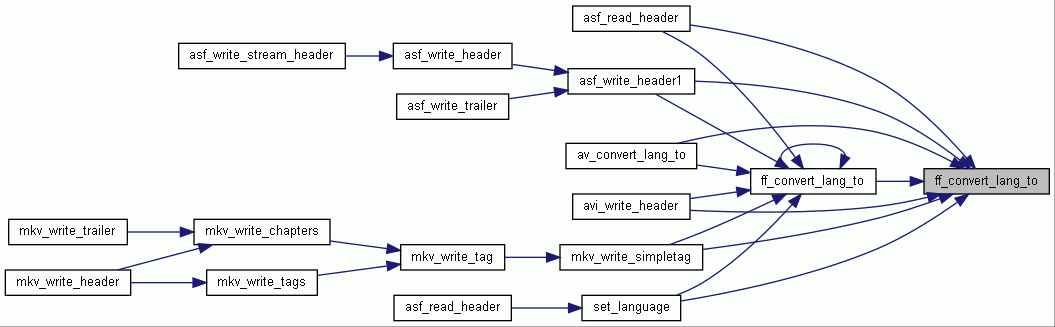 asf_read_header
asf_write_stream_header
asf_write_header
asf_write_header1
asf_write_trailer
av_convert_lang_to
ff_convert_lang_to
ff_convert_lang_to
avi_write_header
mkv_write_trailer
mkv_write_chapters
mkv_write_tag
mkv_write_simpletag
mkv_write_header
mkv_write_tags
asf_read_header
set_language